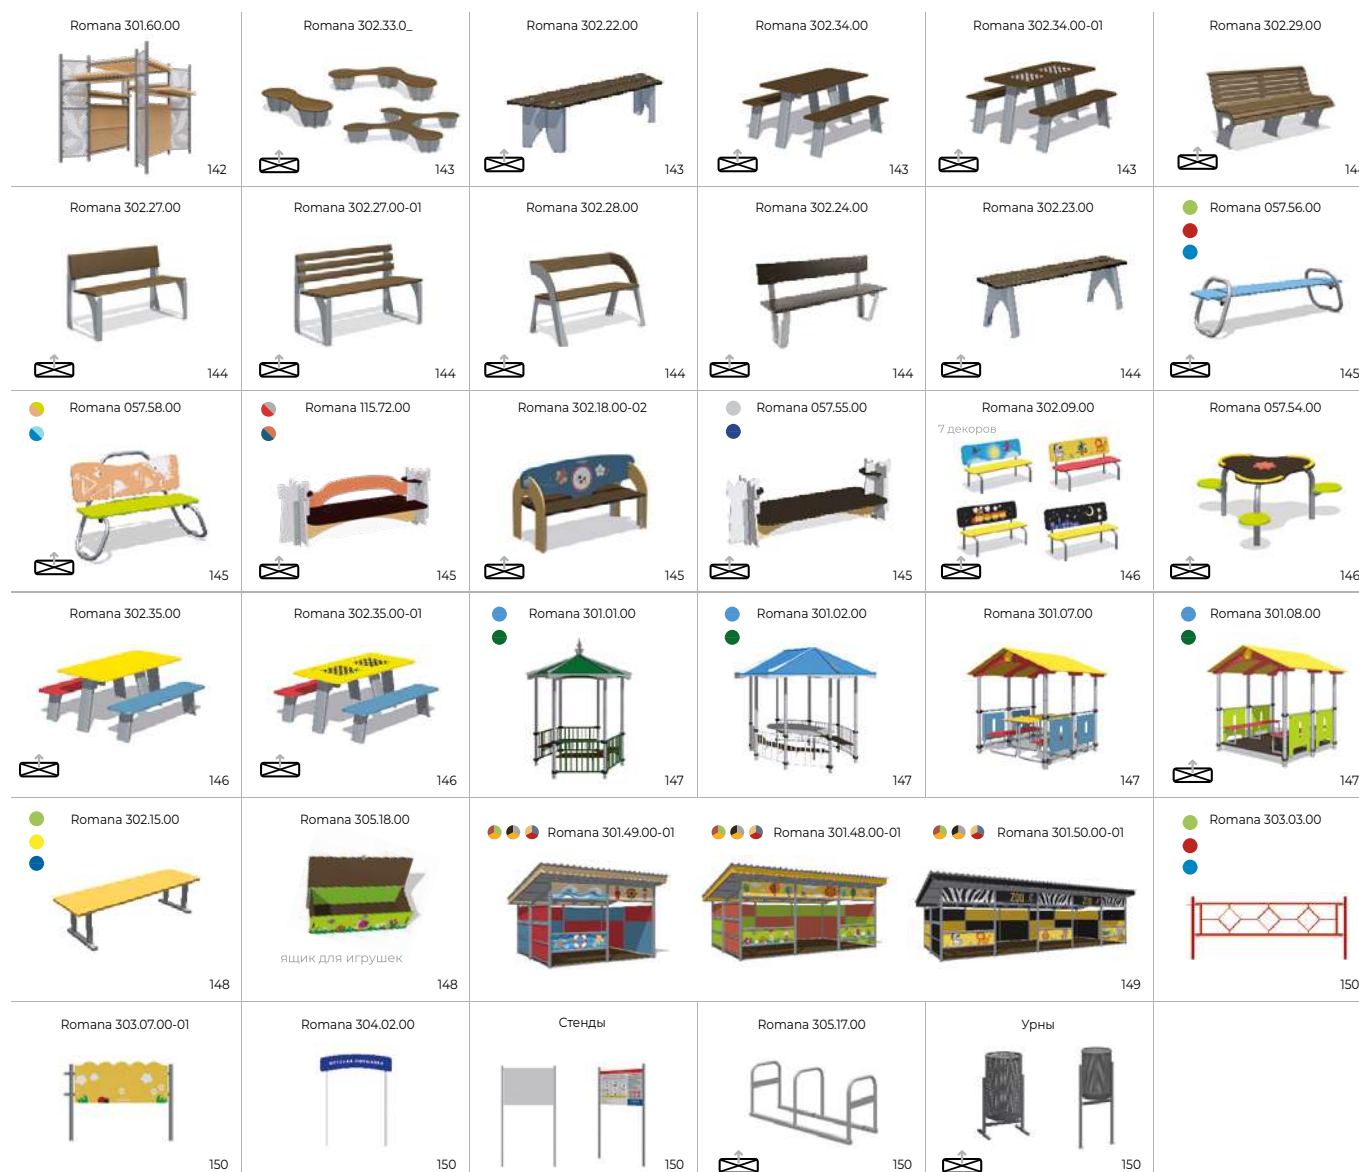 Romana 301.60.00
142
Romana 302.33.0_
143
Romana 302.22.00
143
Romana 302.34.00
143
Romana 302.34.00-01
143
Romana 302.29.00
14
Romana 302.27.00
144
Romana 302.27.00-01
144
Romana 302.28.00
144
Romana 302.24.00
144
Romana 302.23.00
144
Romana 057.56.00
145
Romana 057.58.00
145
Romana 115.72.00
145
Romana 302.18.00-02
145
Romana 057.55.00
145
Romana 302.09.00
7 декоров
146
Romana 057.54.00
146
Romana 302.35.00
146
Romana 302.35.00-01
146
Romana 301.01.00
147
Romana 301.02.00
147
Romana 301.07.00
147
Romana 301.08.00
147
Romana 302.15.00
148
Romana 305.18.00
ящик для игрушек
148
Romana 301.49.00-01
Romana 301.48.00-01
Romana 301.50.00-01
ZOO
149
Romana 303.03.00
150
Romana 303.07.00-01
150
Romana 304.02.00
150
Стенды
150
Romana 305.17.00
150
Урны
150